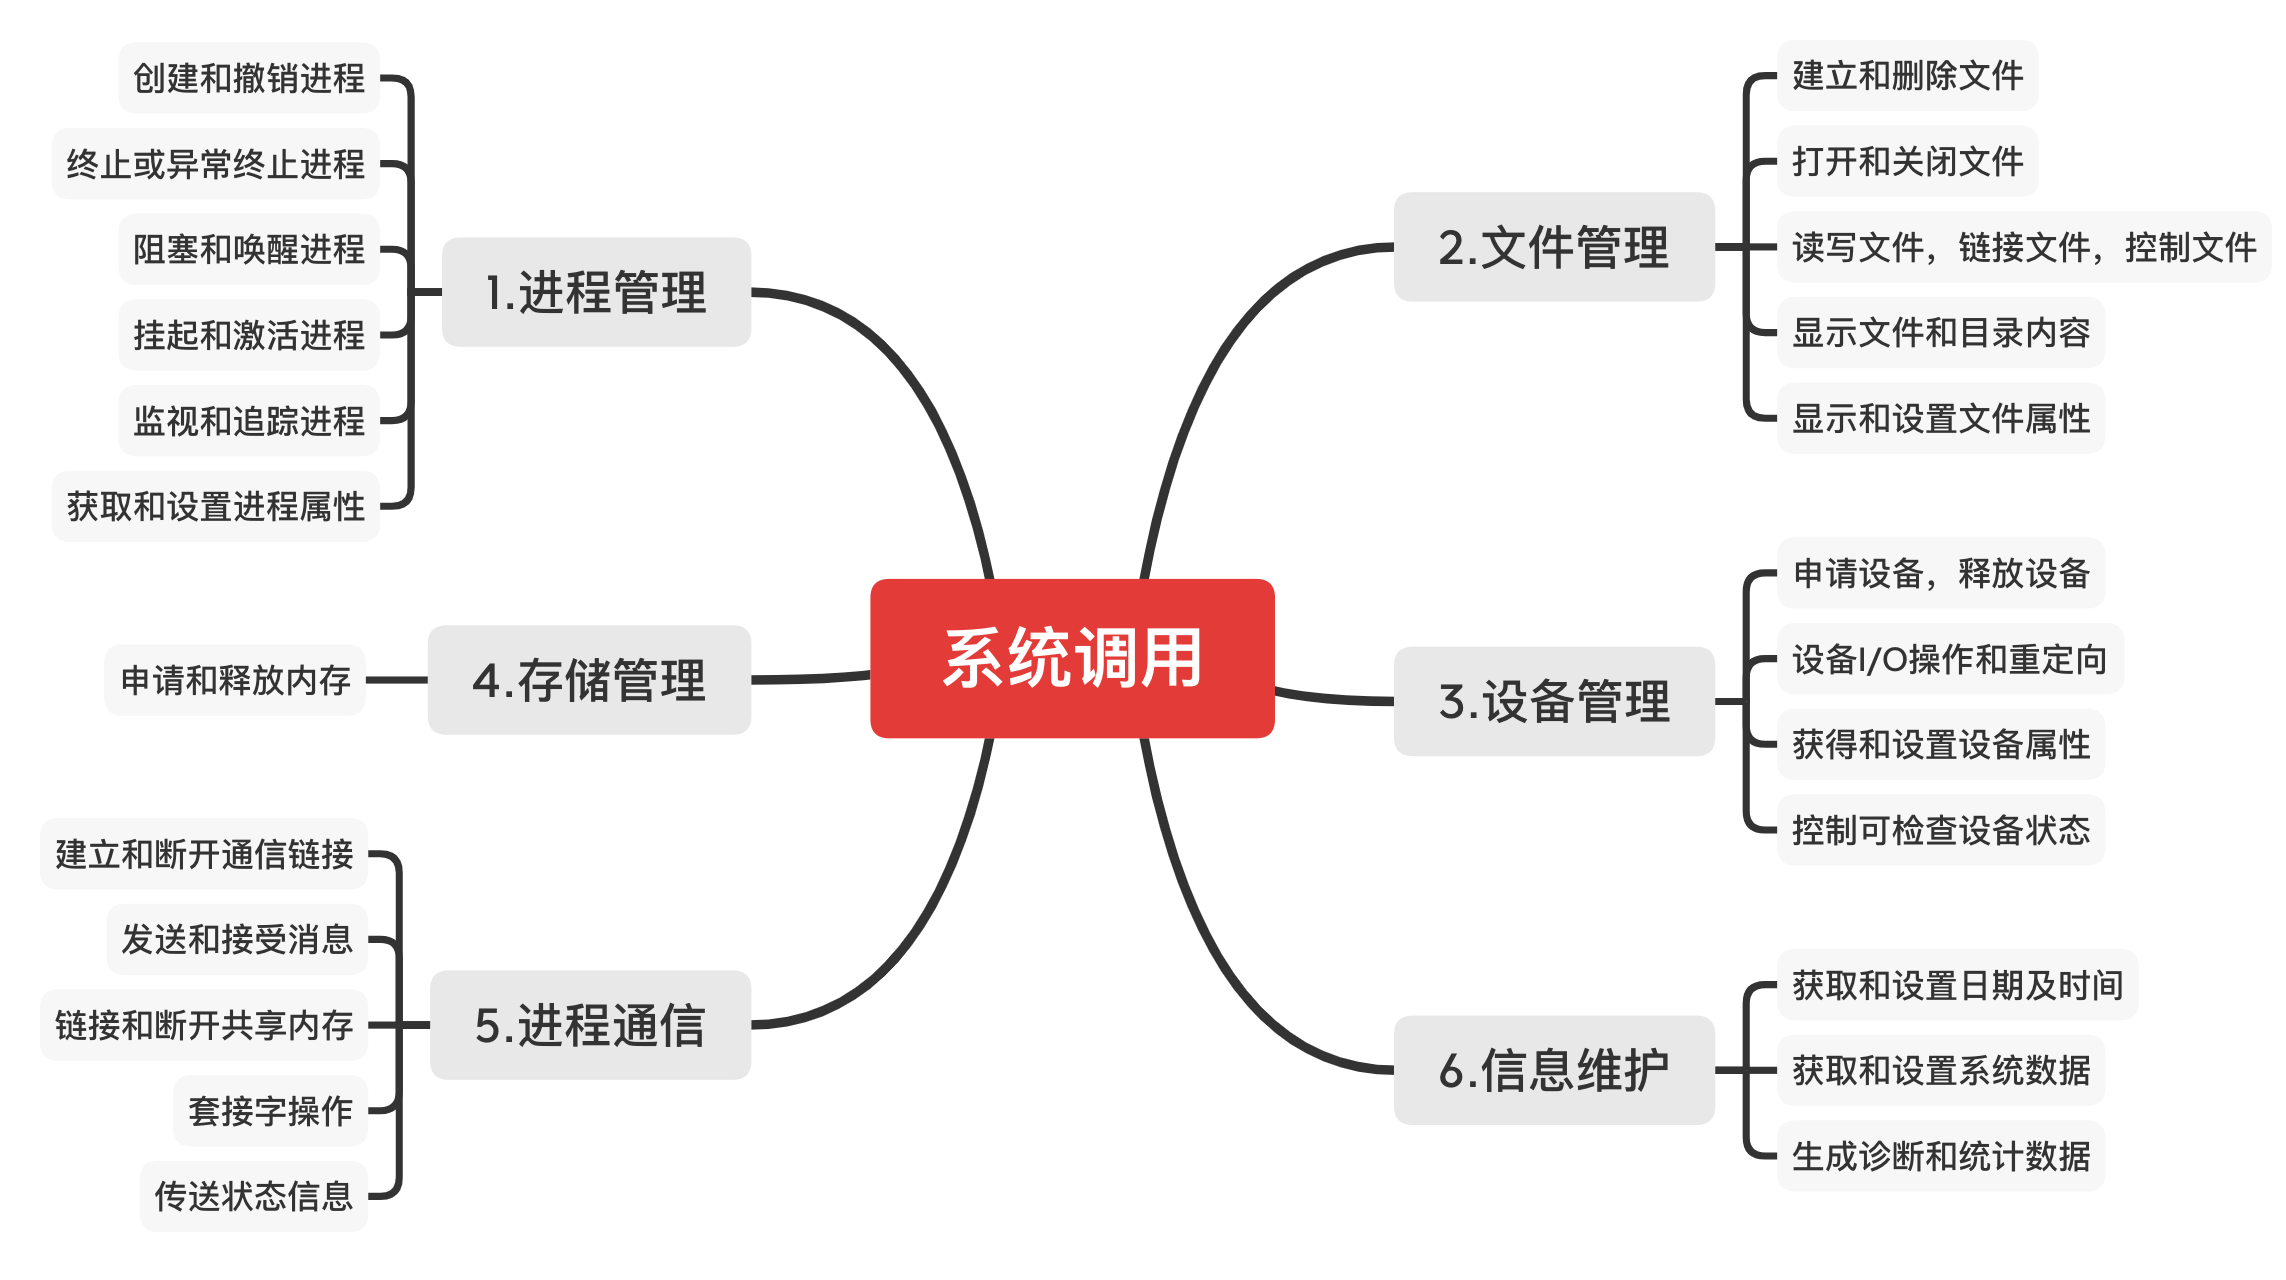 系统调用
1.进程管理
创建和撤销进程
终止或异常终止进程
阻塞和唤醒进程
挂起和激活进程
监视和追踪进程
获取和设置进程属性
2.文件管理
建立和删除文件
打开和关闭文件
读写文件，链接文件，控制文件
显示文件和目录内容
显示和设置文件属性
3.设备管理
申请设备，释放设备
设备I/O操作和重定向
获得和设置设备属性
控制可检查设备状态
4.存储管理
申请和释放内存
5.进程通信
建立和断开通信链接
发送和接受消息
链接和断开共享内存
套接字操作
传送状态信息
6.信息维护
获取和设置日期及时间
获取和设置系统数据
生成诊断和统计数据